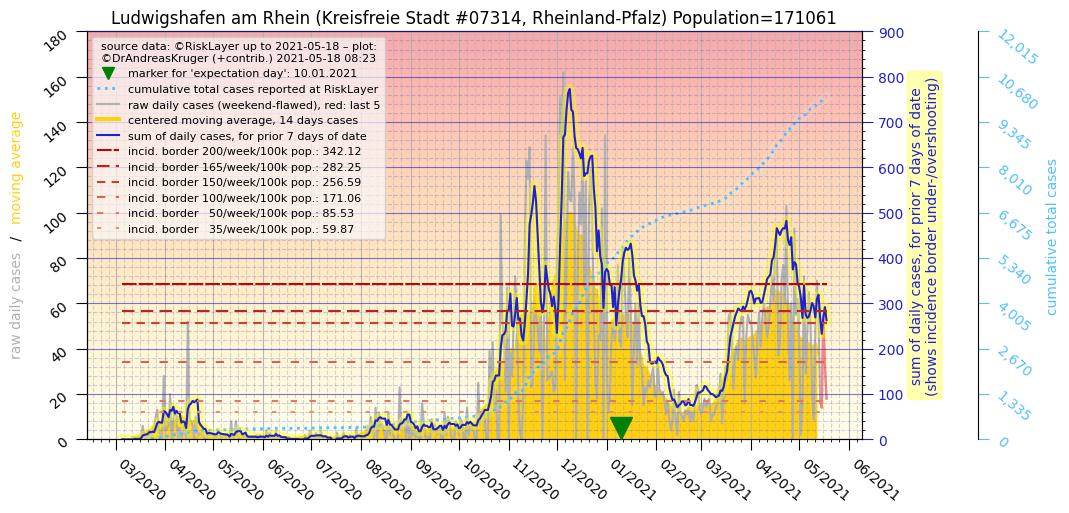 Ludwigshafen am Rhein (Kreisfreie Stadt #07314, Rheinland-Pfalz) Population=171061
source data: ©RiskLayer up to 2021-05-18 – plot:
©DrAndreasKruger (+contrib.) 2021-05-18 08:23
marker for 'expectation day': 10.01.2021
cumulative total cases reported at RiskLayer
raw daily cases (weekend-flawed), red: last 5
centered moving average, 14 days cases
sum of daily cases, for prior 7 days of date
incid. border 200/week/100k pop.: 342.12
incid. border 165/week/100k pop.: 282.25
incid. border 150/week/100k pop.: 256.59
incid. border 100/week/100k pop.: 171.06
incid. border 50/week/100k pop.: 85.53
incid. border 35/week/100k pop.: 59.87
raw daily cases / moving average
180
160
140
120
100
80
60
40
20
0
03/2020
04/2020
05/2020
06/2020
07/2020
08/2020
09/2020
10/2020
11/2020
12/2020
01/2021
02/2021
03/2021
04/2021
05/2021
06/2021
900
800
700
600
500
400
300
200
100
0
sum of daily cases, for prior 7 days of date
(shows incidence border under-/overshooting)
12,015
10,680
9,345
8,010
6,675
5,340
4,005
2,670
1,335
0
cumulative total cases